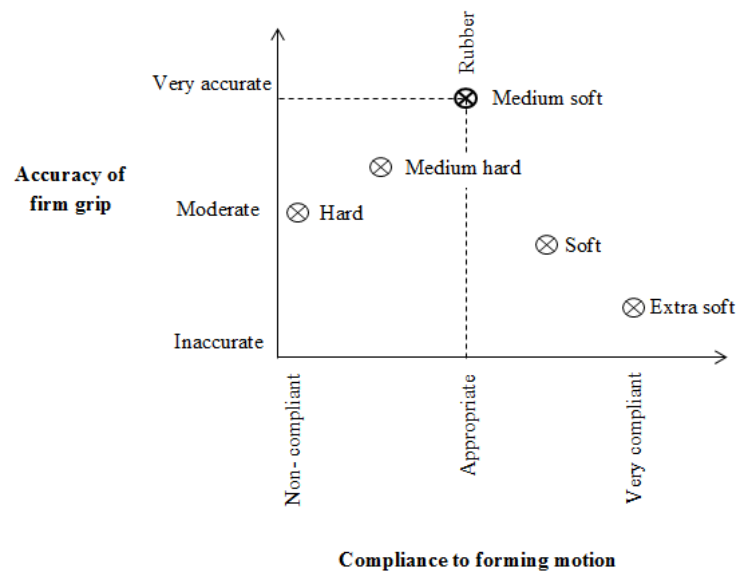 Rubber
Very accurate
Medium soft
Accuracy of
firm grip
Medium hard
Moderate
Hard
Soft
Extra soft
Inaccurate
Non- compliant
Appropriate
Very compliant
Compliance to forming motion